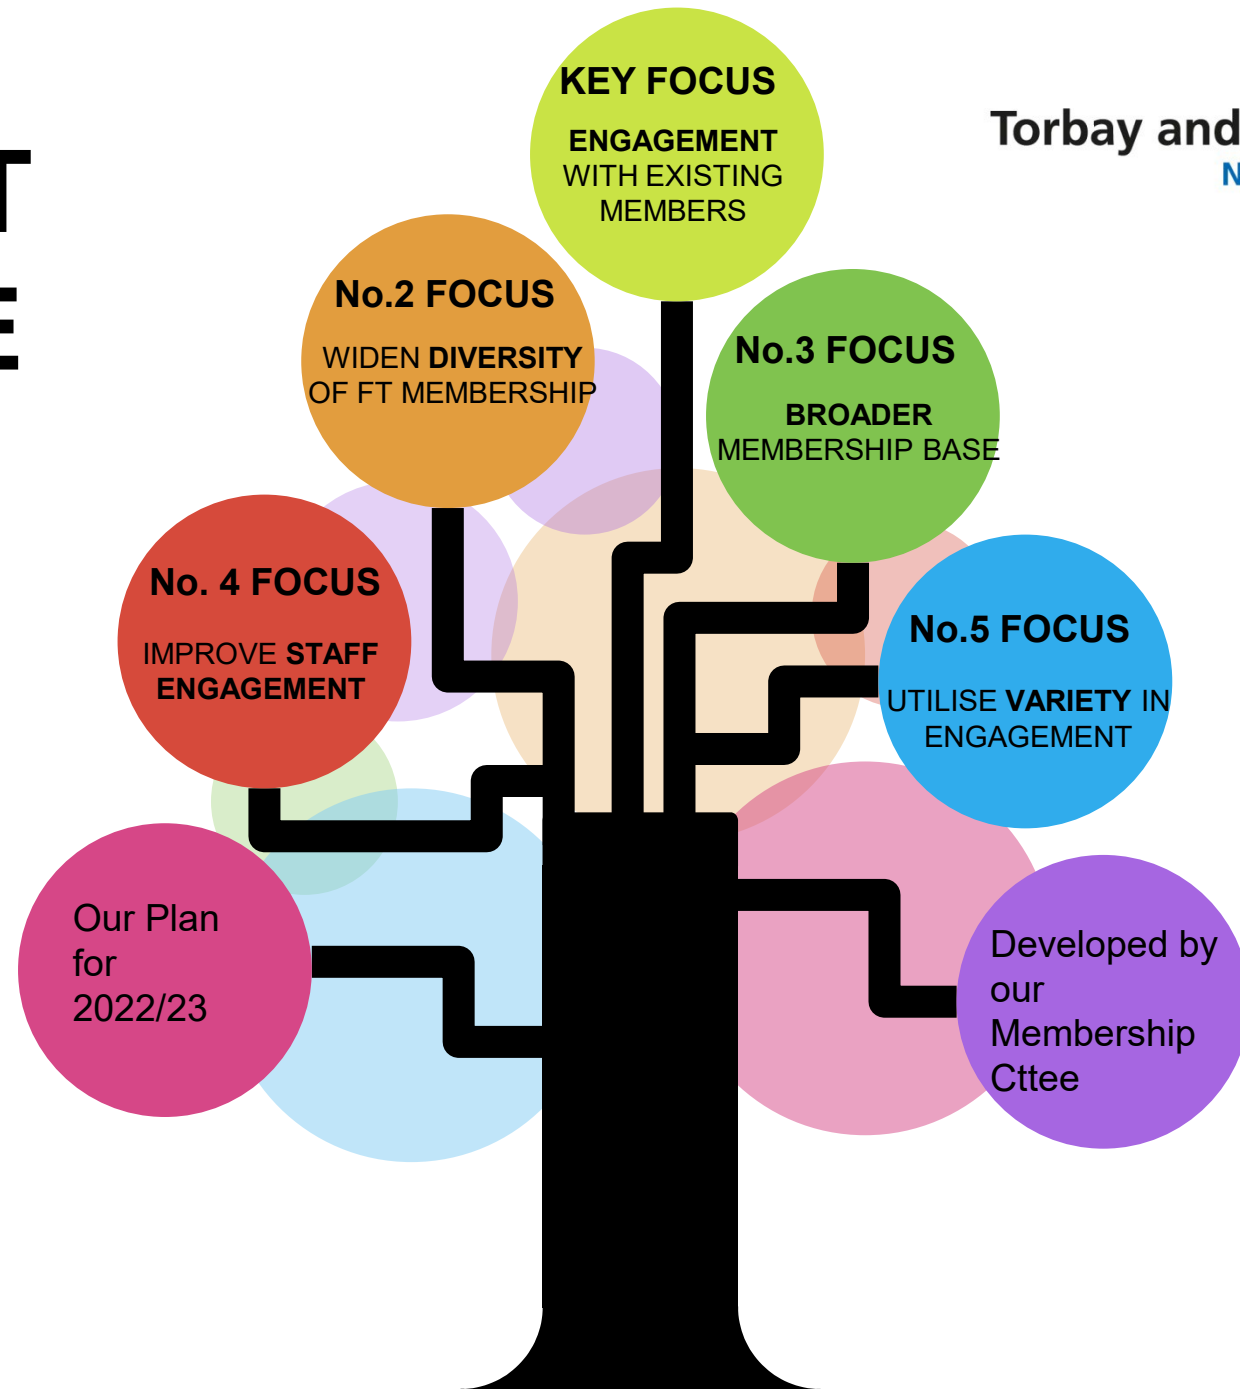 T
E
KEY FOCUS
ENGAGEMENT
WITH EXISTING
MEMBERS
Torbay and
N
No.2 FOCUS
WIDEN DIVERSITY
OF FT MEMBERSHIP
No.3 FOCUS
BROADER
MEMBERSHIP BASE
No. 4 FOCUS
IMPROVE STAFF
ENGAGEMENT
No.5 FOCUS
UTILISE VARIETY IN
ENGAGEMENT
Our Plan
for
2022/23
Developed by
our
Membership
Cttee